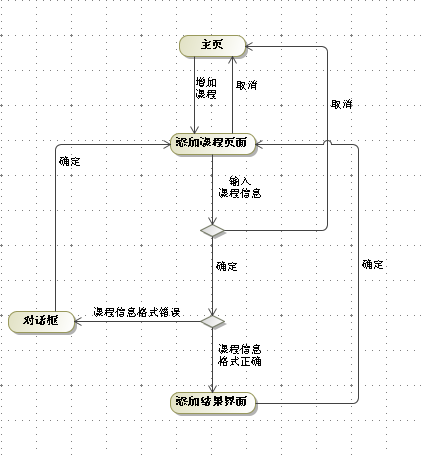 主页
增加
课程
取消
取消
添加课程页面
确定
输入
课程信息
确定
确定
课程信息格式错误
对话框
课程信息
格式正确
添加结果界面